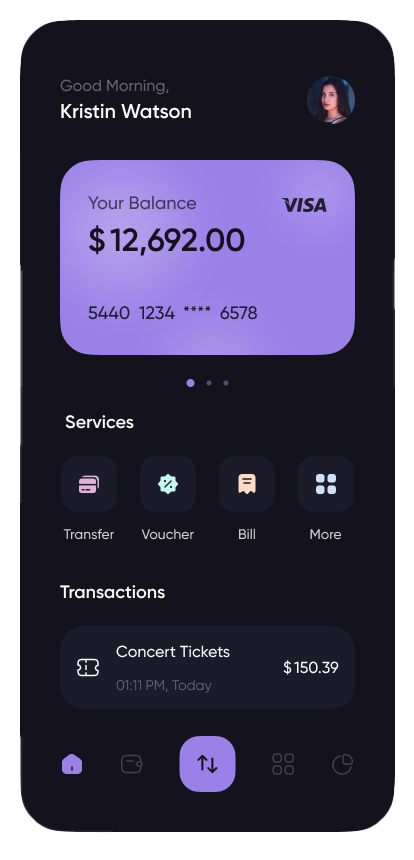 Good Morning,
Kristin Watson
Your Balance
VISA
$ 12,692.00
5440 1234 **** 6578
Services
Transfer
Voucher
Bill
More
Transactions
Concert Tickets
$ 150.39
01:11 PM, Today